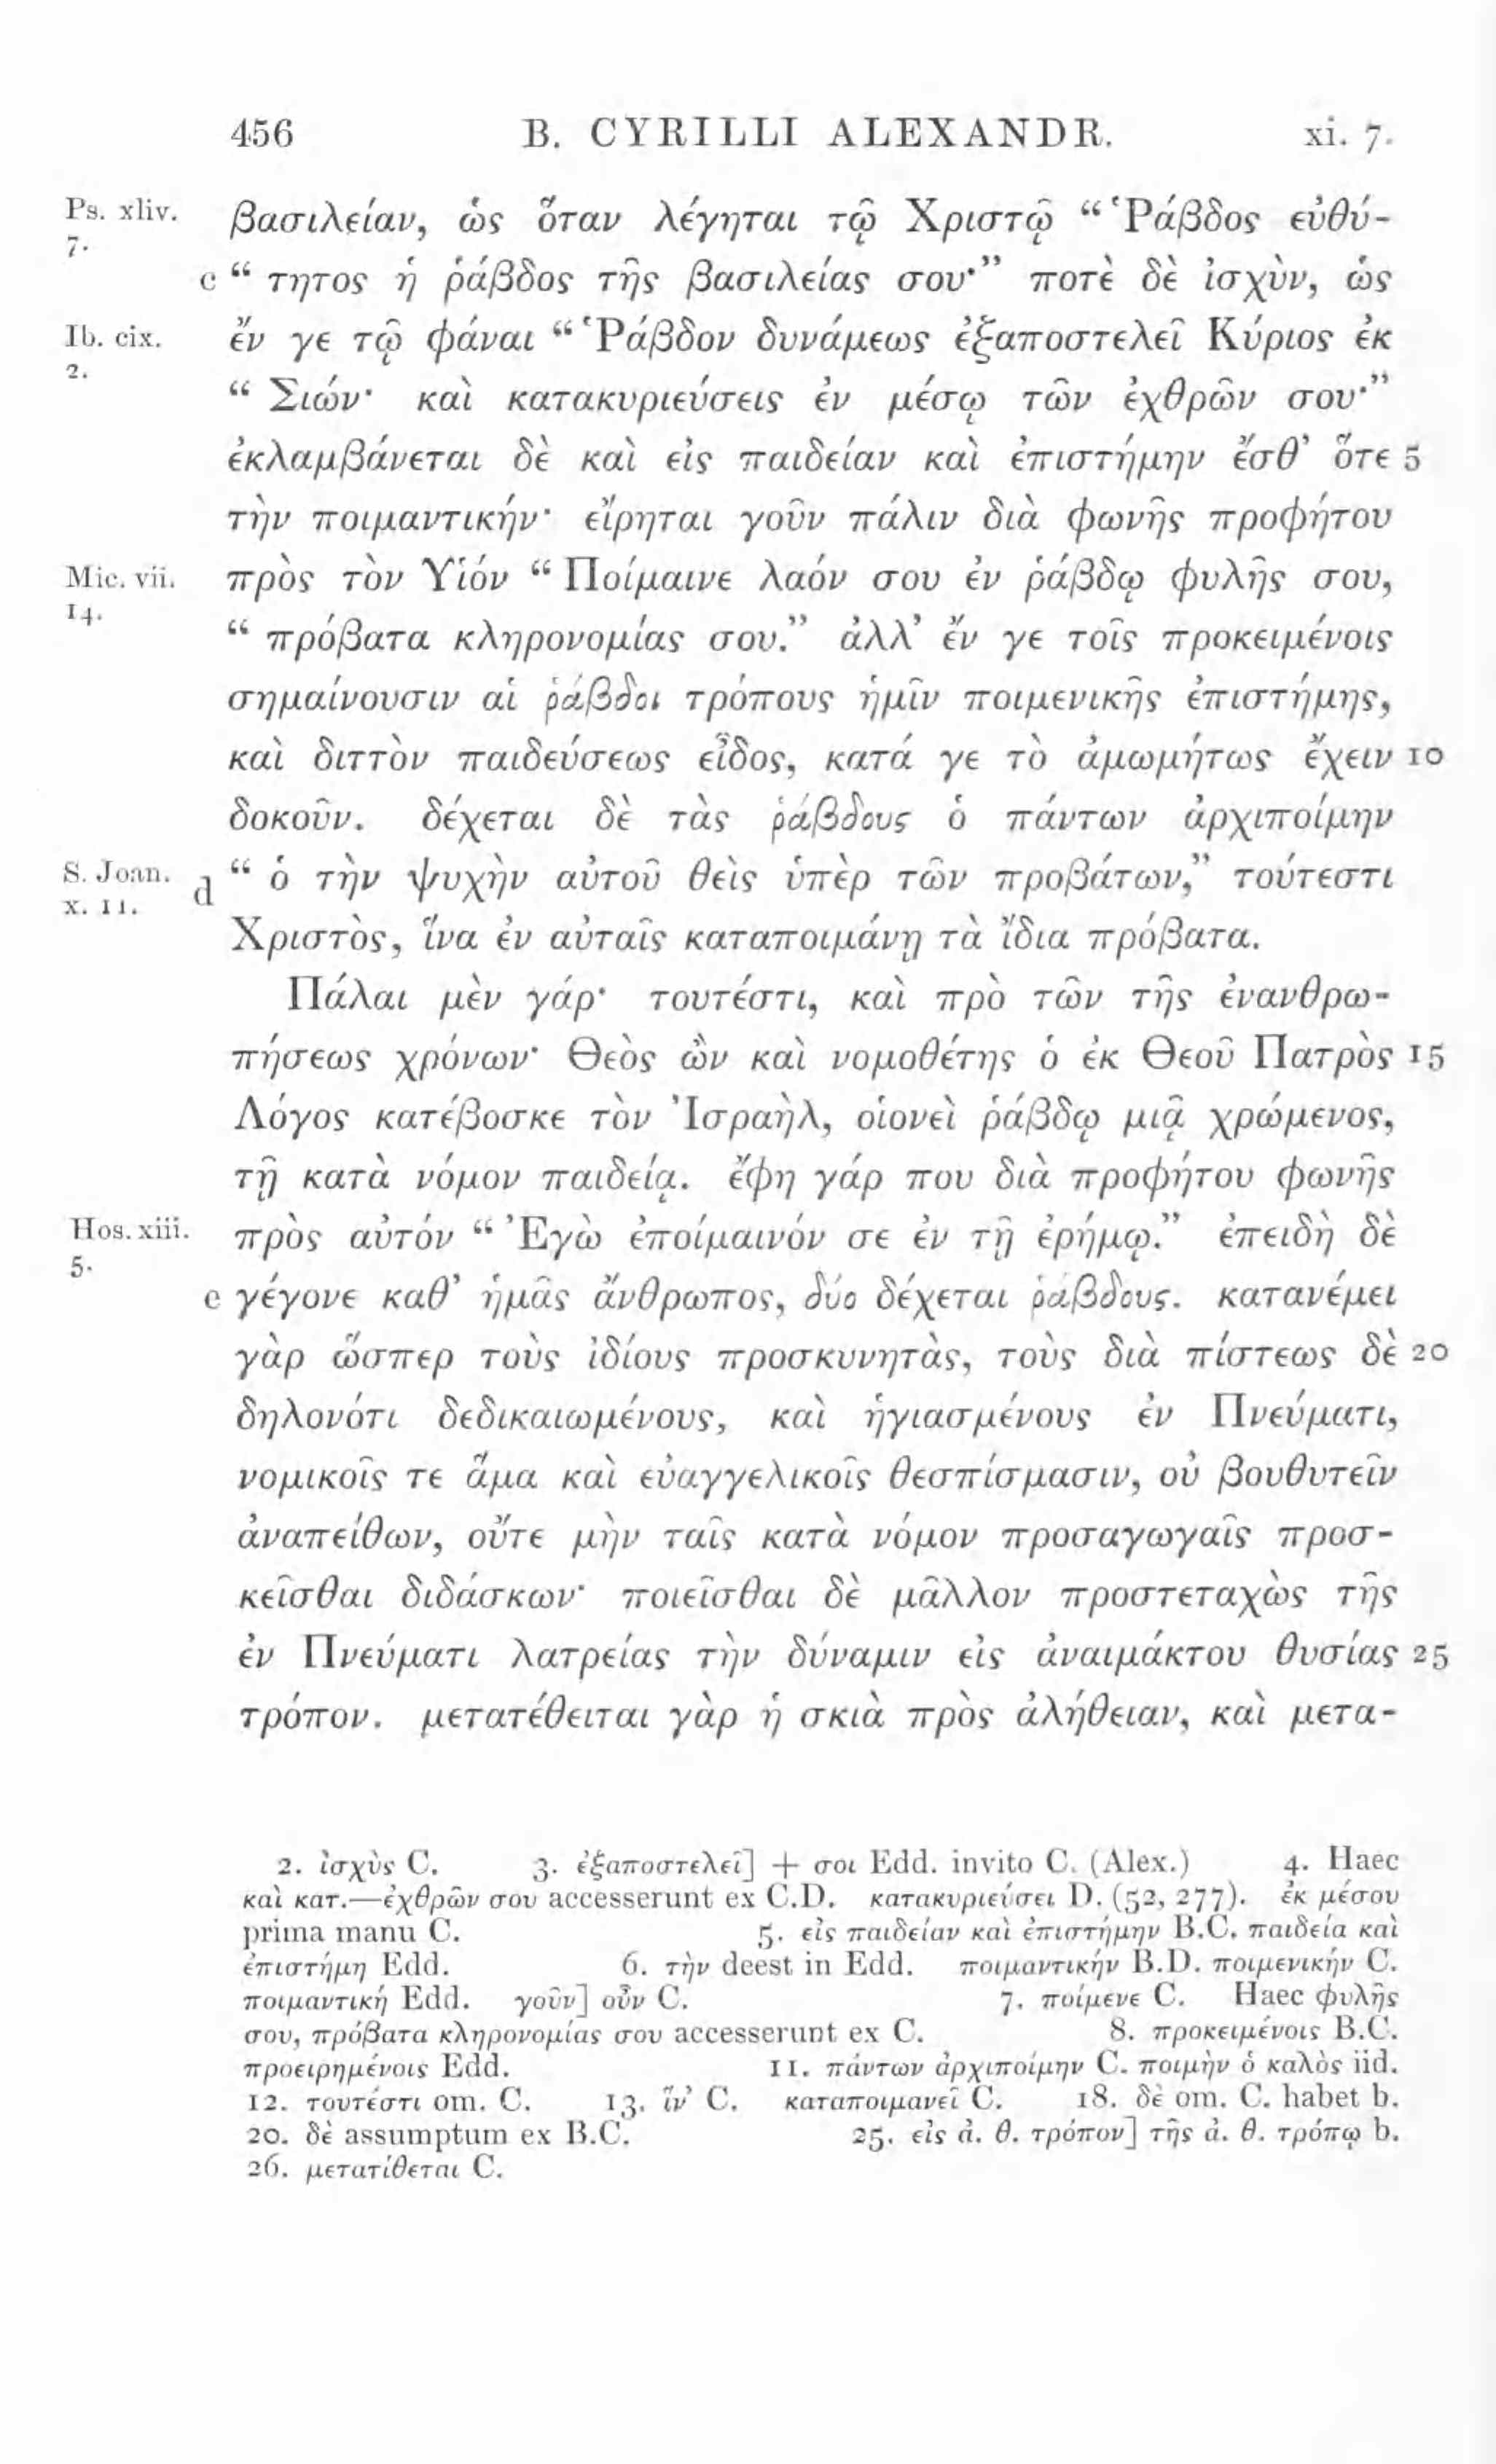 456 B. CYRILLI ALEXANDR. xi. 7.
Ps. xliv. βασιλείαν, ὡς ὅταν λέγηται τῷ Χριστῷ “ Ῥάβδος εὐθύ-
7.
c “ τητος ἡ ῥάβδος τῆς βασιλείας σου·” ποτὲ δὲ ἰσχὺν, ὡς
Ib. cix. ἔν γε τῷ φάναι “ Ῥάβδον δυνάμεως ἐξαποστελεῖ Κύριος ἐκ
2.
“ Σιών· καὶ κατακυριεύσεις ἐν μέσῳ τῶν ἐχθρῶν σου·”
ἐκλαμβάνεται δὲ καὶ εἰς παιδείαν καὶ ἐπιστήμην ἔσθ’ ὅτε 5
τὴν ποιμαντικήν· εἴρηται γοῦν πάλιν διὰ φωνῆς προφήτου
Mic. vii. πρὸς τὸν Υἱόν “ Ποίμαινε λαόν σου ἐν ῥάβδῳ φυλῆς σου,
14.
“ πρόβατα κληρονομίας σου.” ἀλλ’ ἔν γε τοῖς προκειμένοις
σημαίνουσιν αἱ ῥάβδοι τρόπους ἡμῖν ποιμενικῆς ἐπιστήμης,
καὶ διττὸν παιδεύσεως εἶδος, κατά γε τὸ ἀμωμήτως ἔχειν 10
δοκοῦν. δέχεται δὲ τὰς ῥάβδους ὁ πάντων ἀρχιποίμην
S. Joan. d “ ὁ τὴν ψυχὴν αὐτοῦ θεὶς ὑπὲρ τῶν προβάτων,” τούτεστι
x. 11.
Χριστὸς, ἵνα ἐν αὐταῖς καταποιμάνῃ τὰ ἴδια πρόβατα.
Πάλαι μὲν γάρ· τουτέστι, καὶ πρὸ τῶν τῆς ἐνανθρω-
πήσεως χρόνων· Θεὸς ὢν καὶ νομοθέτης ὁ ἐκ Θεοῦ Πατρὸς 15
Λόγος κατέβοσκε τὸν Ἰσραὴλ, οἱονεὶ ῥάβδῳ μιᾷ χρώμενος,
τῇ κατὰ νόμον παιδείᾳ. ἔφη γάρ που διὰ προφήτου φωνῆς
Hos. xiii. πρὸς αὐτόν “ Ἐγὼ ἐποίμαινόν σε ἐν τῇ ἐρήμῳ.” ἐπειδὴ δὲ
5.
e γέγονε καθ’ ἡμᾶς ἄνθρωπος, δύο δέχεται ῥάβδους. κατανέμει
γὰρ ὥσπερ τοὺς ἰδίους προσκυνητὰς, τοὺς διὰ πίστεως δὲ 20
δηλονότι δεδικαιωμένους, καὶ ἡγιασμένους ἐν Πνεύματι,
νομικοῖς τε ἅμα καὶ εὐαγγελικοῖς θεσπίσμασιν, οὐ βουθυτεῖν
ἀναπείθων, οὔτε μὴν ταῖς κατὰ νόμον προσαγωγαῖς προσ-
κεῖσθαι διδάσκων· ποιεῖσθαι δὲ μᾶλλον προστεταχὼς τῆς
ἐν Πνεύματι λατρείας τὴν δύναμιν εἰς ἀναιμάκτου θυσίας 25
τρόπον. μετατέθειται γὰρ ἡ σκιὰ πρὸς ἀλήθειαν, καὶ μετα-
2. ἰσχὺς C. 3. ἐξαποστελεῖ] + σοι Edd. invito C. (Alex.) 4. Haec
καὶ κατ.—ἐχθρῶν σου accesserunt ex C.D. κατακυριεύσει D. (52, 277). ἐκ μέσου
prima manu C. 5. εἰς παιδείαν καὶ ἐπιστήμην B.C. παιδεία καὶ
ἐπιστήμη Edd. 6. τὴν deest in Edd. ποιμαντικήν B.D. ποιμενικήν C.
ποιμαντική Edd. γοῦν] οὖν C. 7. ποίμενε C. Haec φυλῆς
σου, πρόβατα κληρονομίας σου accesserunt ex C. 8. προκειμένοις B.C.
προειρημένοις Edd. 11. πάντων ἀρχιποίμην C. ποιμὴν ὁ καλὸς iid.
12. τουτέστι om. C. 13. ἵν’ C. καταποιμανεῖ C. 18. δὲ om. C. habet b.
20. δὲ assumptum ex B.C. 25. εἰς ἀ. θ. τρόπον] τῆς ἀ. θ. τρόπῳ b.
26. μετατίθεται C.